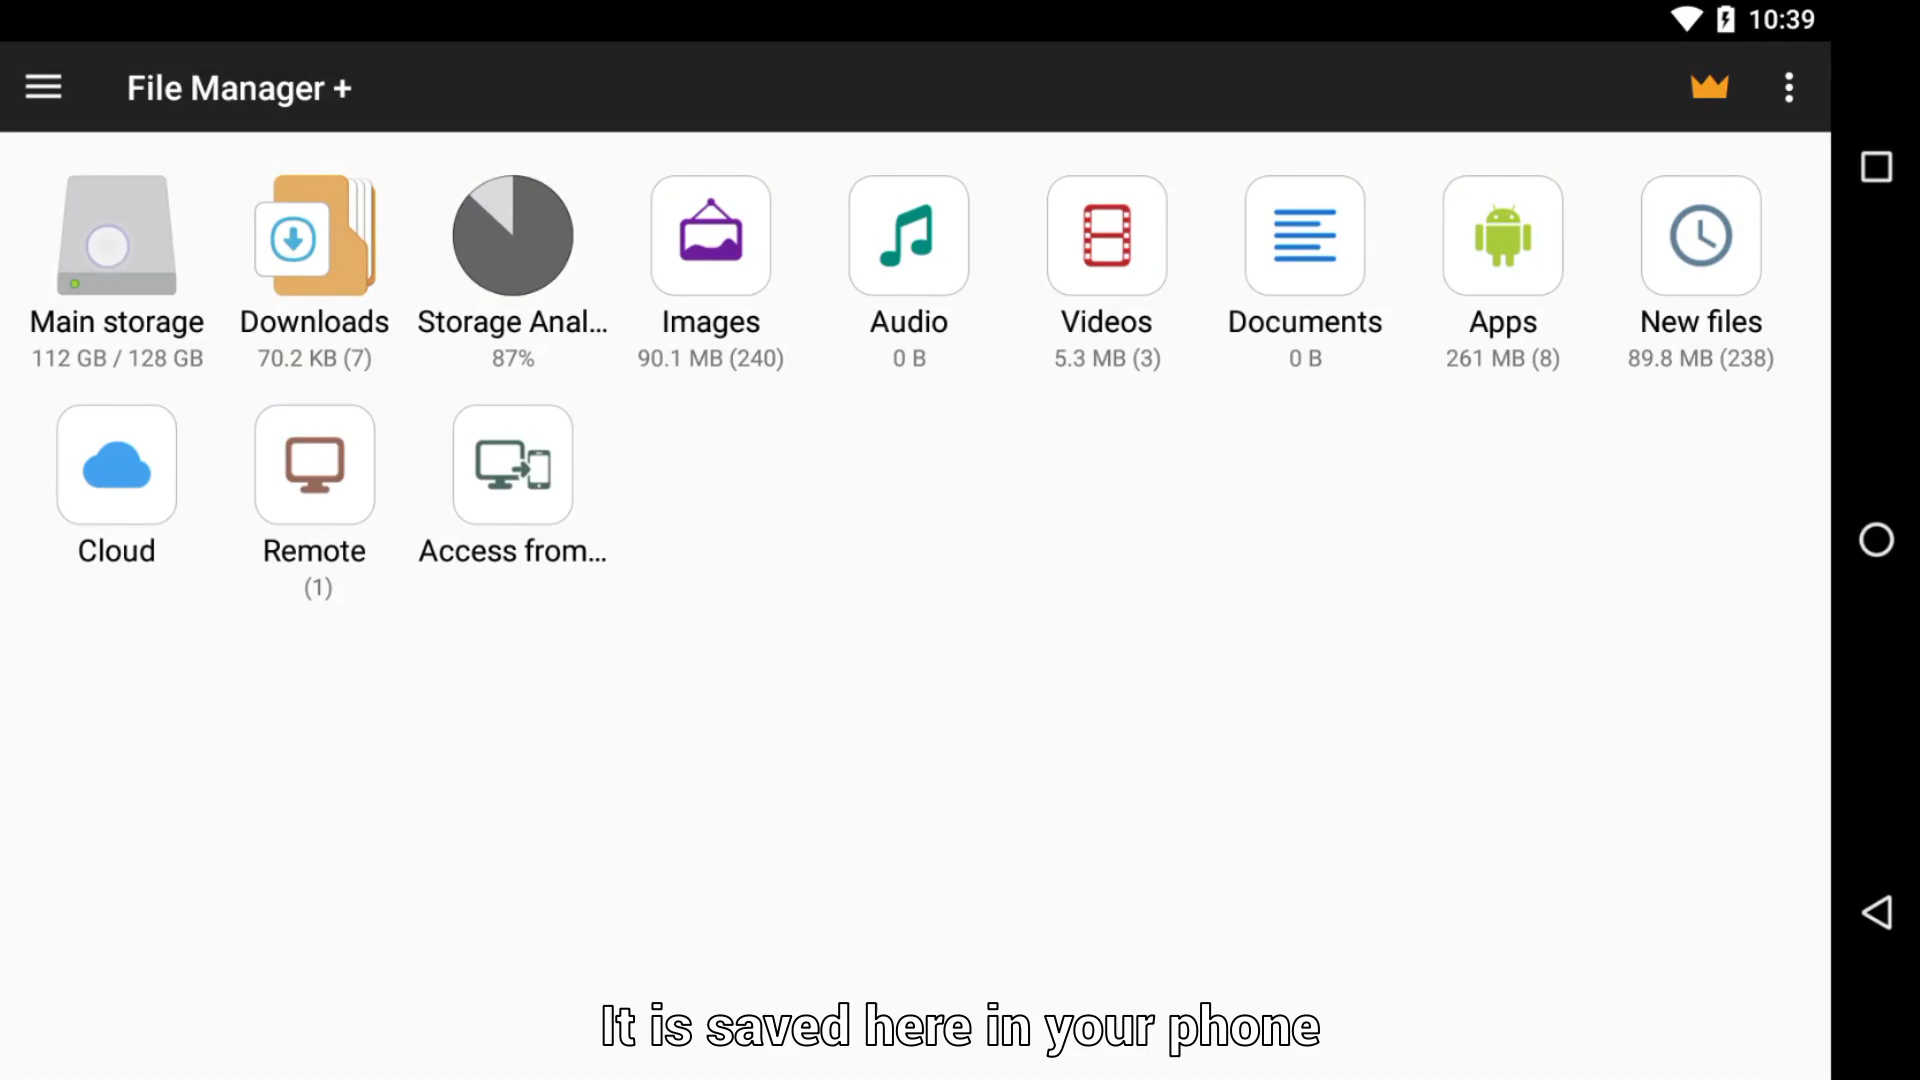 10:39
File Manager +
Main storage
112 GB / 128 GB
Downloads
70.2 KB (7)
Storage Anal...
87%
Images
90.1 MB (240)
Audio
0 B
Videos
5.3 MB (3)
Documents
0 B
Apps
261 MB (8)
New files
89.8 MB (238)
Cloud
Remote
(1)
Access from...
It is saved here in your phone